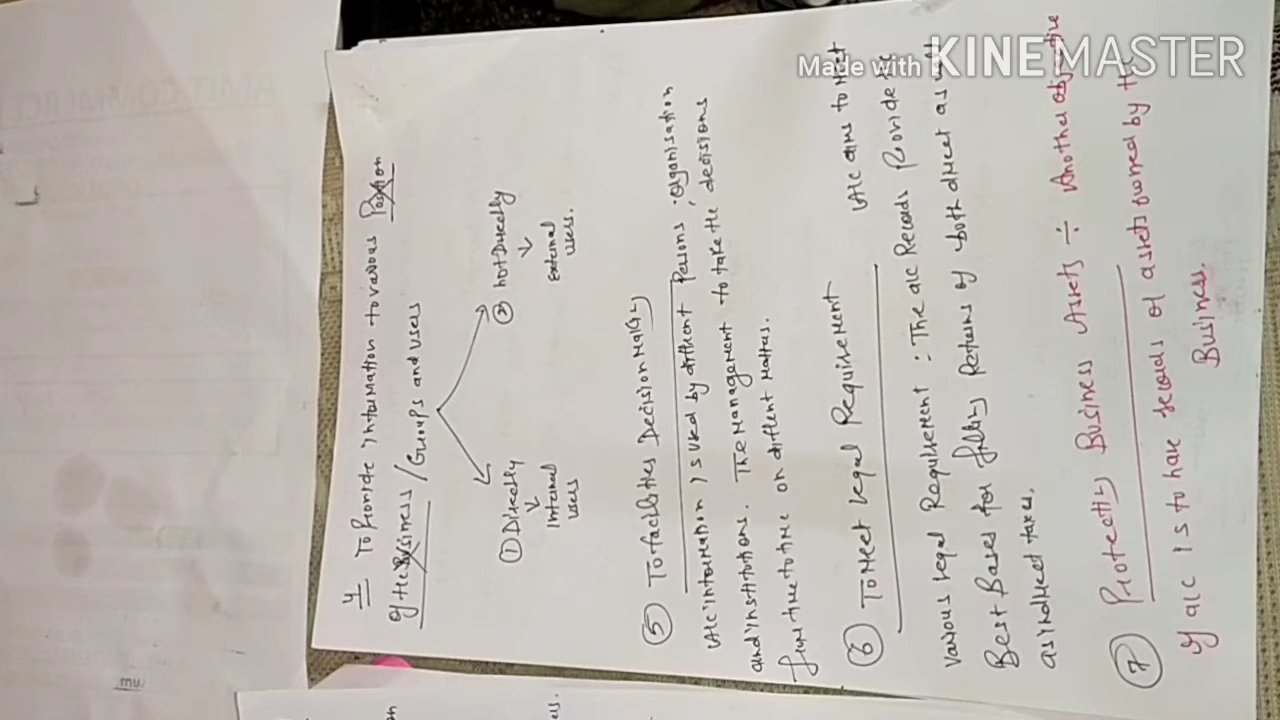 Made with KINEMASTER
4 To Provide information to various Position
of the Business / Groups and users
① Directly
Internal
users
② not Directly
External
users.
⑤ To facilitates Decision making
A/c information is used by different Persons, organisation
and institutions. The management to take the decisions
from time to time on different matters.
⑥ To Meet Legal Requirement
A/c aims to meet
various Legal Requirement : The a/c Records Provide the
Best Bases for filling Returns of both direct as well
as indirect taxes.
⑦ Protecting Business Assets ÷ Another objective
of a/c is to have records of assets owned by the
Business.